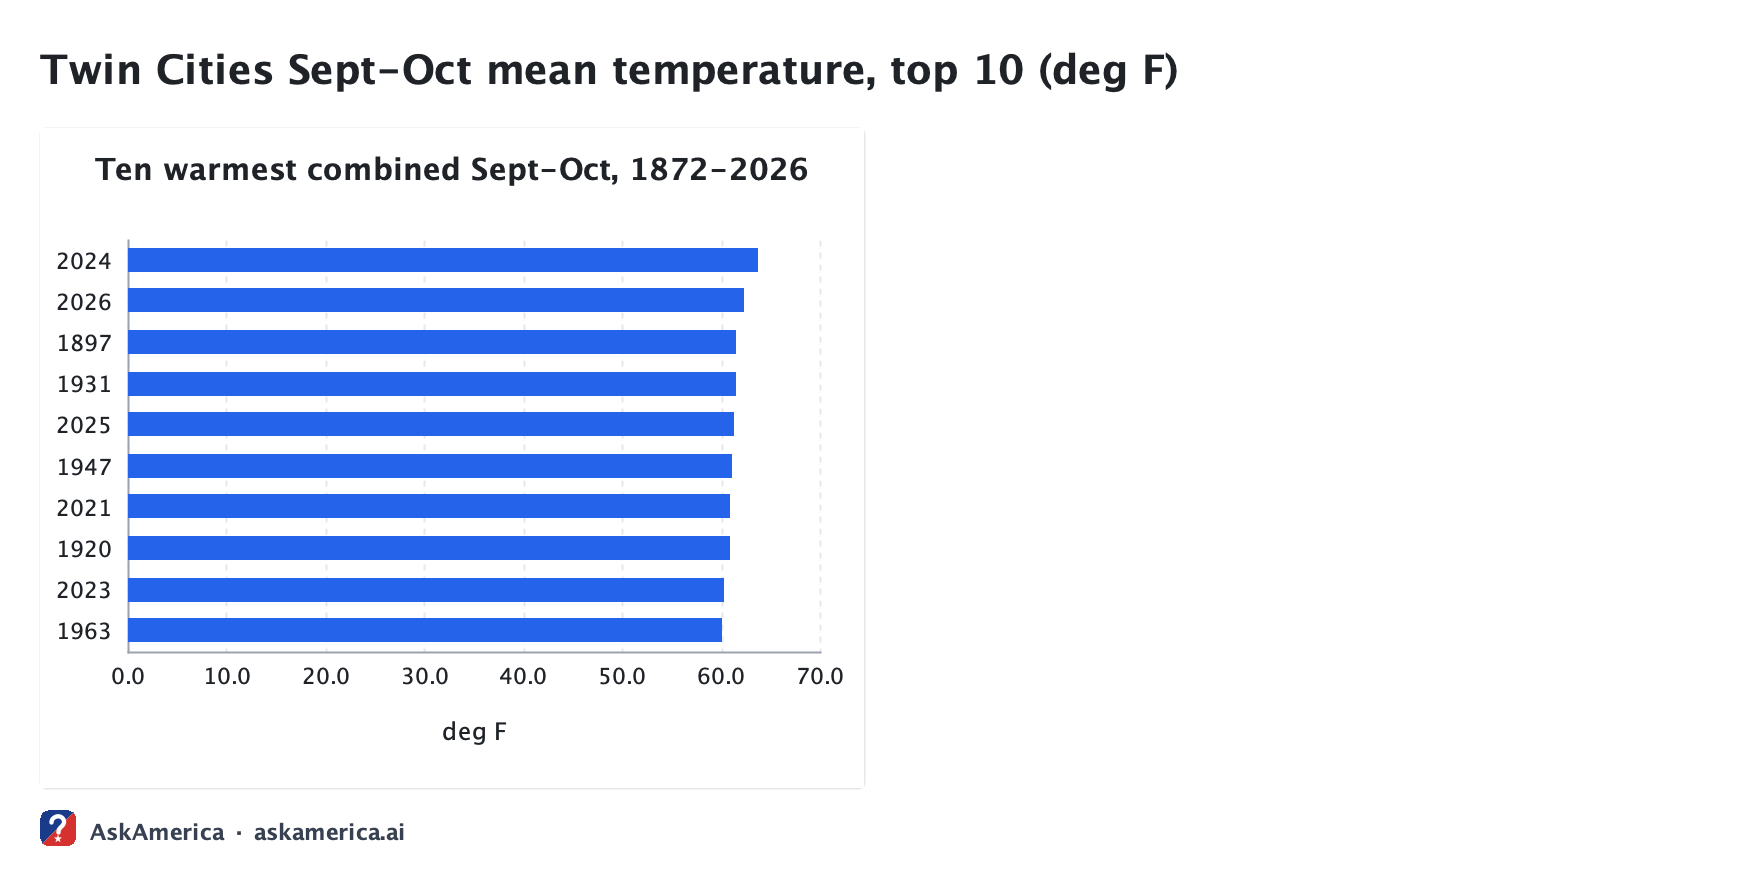 Twin Cities Sept–Oct mean temperature, top 10 (deg F)
Ten warmest combined Sept–Oct, 1872–2026
2024
2026
1897
1931
2025
1947
2021
1920
2023
1963
0.0 10.0 20.0 30.0 40.0 50.0 60.0 70.0
deg F
AskAmerica · askamerica.ai